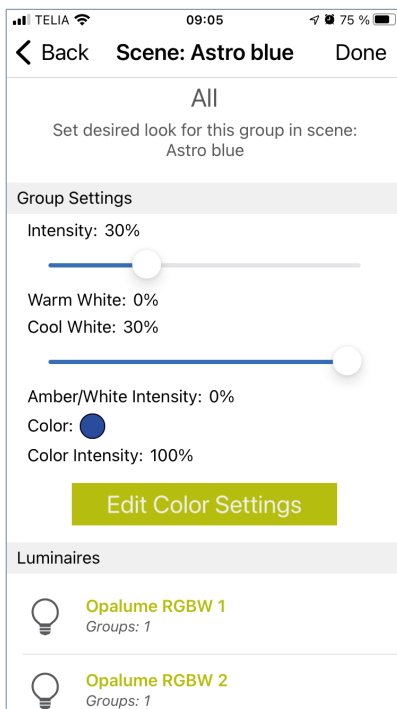 TELIA 09:05 75 %
Back Scene: Astro blue Done
All
Set desired look for this group in scene:
Astro blue
Group Settings
Intensity: 30%
Warm White: 0%
Cool White: 30%
Amber/White Intensity: 0%
Color:
Color Intensity: 100%
Edit Color Settings
Luminaires
Opalume RGBW 1
Groups: 1
Opalume RGBW 2
Groups: 1